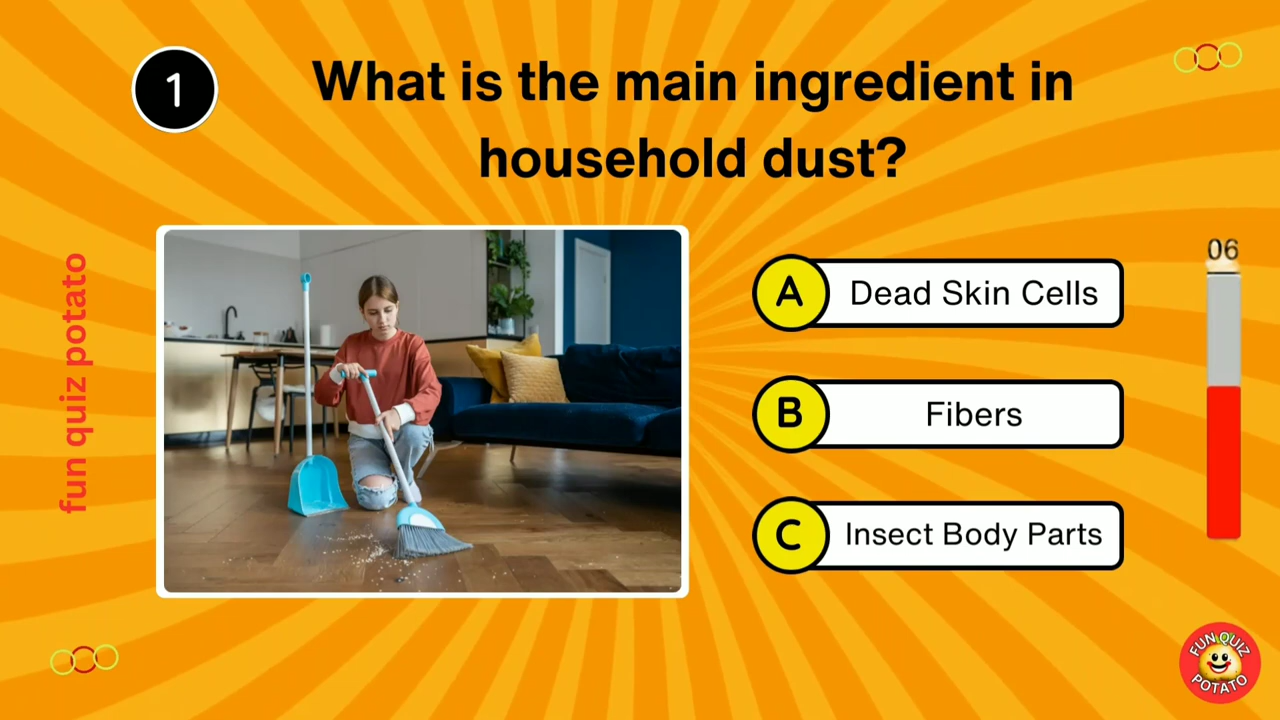 1
What is the main ingredient in
household dust?
fun quiz potato
06
A Dead Skin Cells
B Fibers
C Insect Body Parts
FUN QUIZ
POTATO